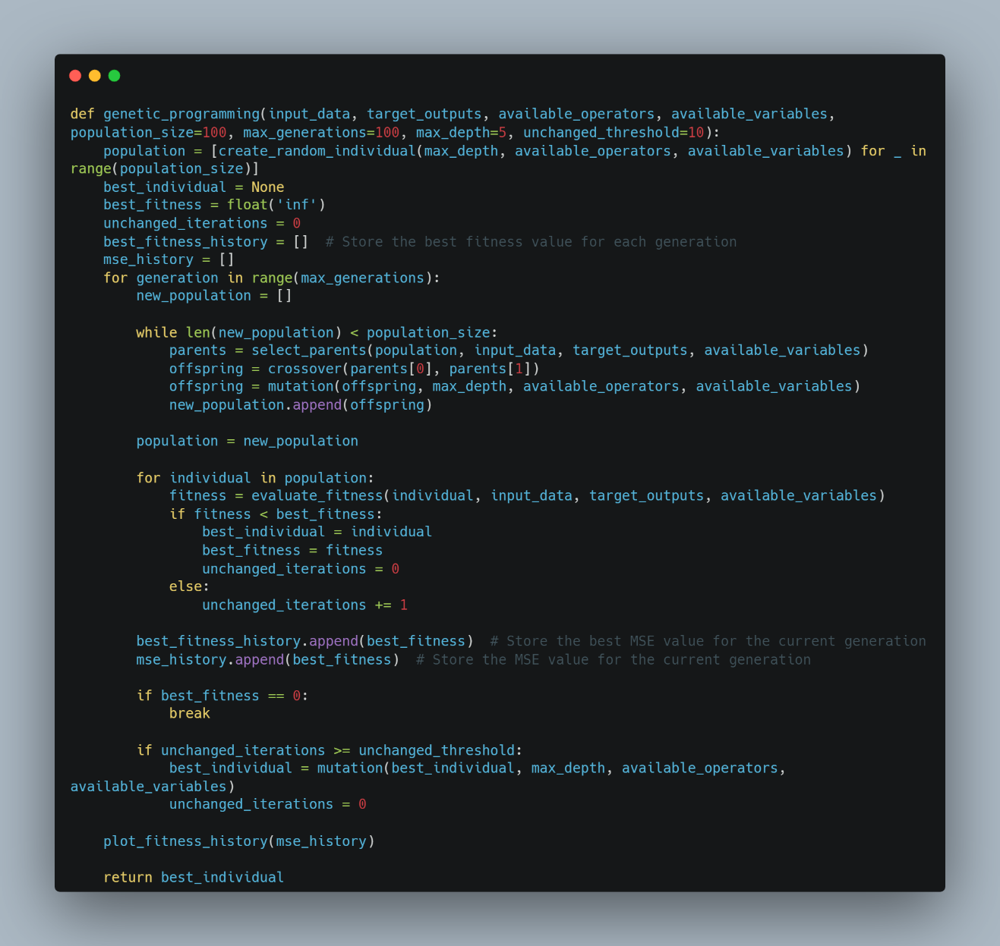 def genetic_programming(input_data, target_outputs, available_operators, available_variables,
population_size=100, max_generations=100, max_depth=5, unchanged_threshold=10):
    population = [create_random_individual(max_depth, available_operators, available_variables) for _ in
range(population_size)]
    best_individual = None
    best_fitness = float('inf')
    unchanged_iterations = 0
    best_fitness_history = []  # Store the best fitness value for each generation
    mse_history = []
    for generation in range(max_generations):
        new_population = []

        while len(new_population) < population_size:
            parents = select_parents(population, input_data, target_outputs, available_variables)
            offspring = crossover(parents[0], parents[1])
            offspring = mutation(offspring, max_depth, available_operators, available_variables)
            new_population.append(offspring)

        population = new_population

        for individual in population:
            fitness = evaluate_fitness(individual, input_data, target_outputs, available_variables)
            if fitness < best_fitness:
                best_individual = individual
                best_fitness = fitness
                unchanged_iterations = 0
            else:
                unchanged_iterations += 1

        best_fitness_history.append(best_fitness)  # Store the best MSE value for the current generation
        mse_history.append(best_fitness)  # Store the MSE value for the current generation

        if best_fitness == 0:
            break

        if unchanged_iterations >= unchanged_threshold:
            best_individual = mutation(best_individual, max_depth, available_operators,
available_variables)
            unchanged_iterations = 0

    plot_fitness_history(mse_history)

    return best_individual